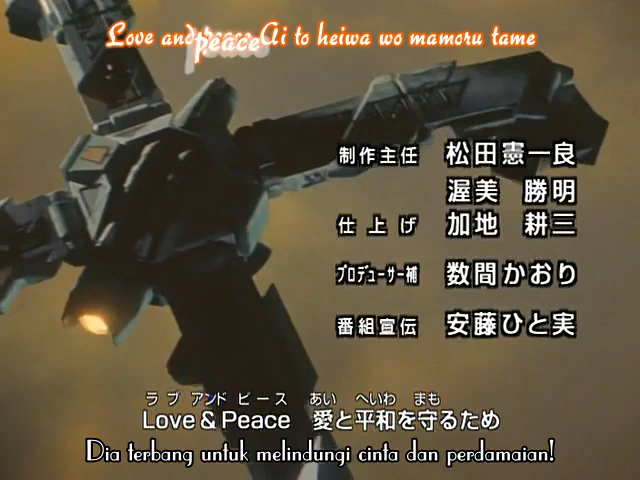 Love and peace Ai to heiwa wo mamoru tame
制作主任 松田憲一良
渥美 勝明
仕上げ 加地 耕三
プロデューサー補 数間かおり
番組宣伝 安藤ひと実
ラブ アンド ピース あい へいわ まも
Love & Peace 愛と平和を守るため
Dia terbang untuk melindungi cinta dan perdamaian!